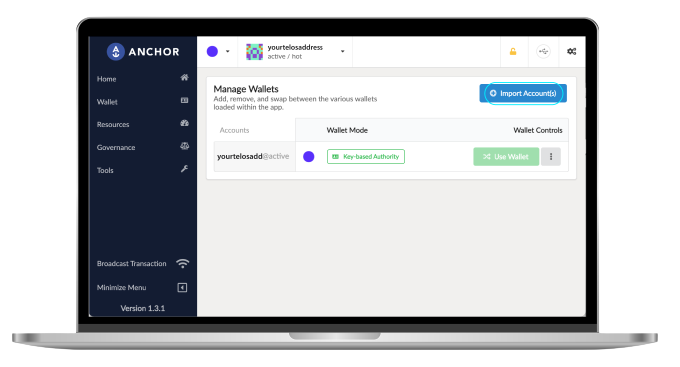 ANCHOR
yourtelosaddress
active / hot
Home
Wallet
Resources
Governance
Tools
Manage Wallets
Add, remove, and swap between the various wallets
loaded within the app.
Import Account(s)
Accounts
Wallet Mode
Wallet Controls
yourtelosadd@active
Key-based Authority
Use Wallet
Broadcast Transaction
Minimize Menu
Version 1.3.1